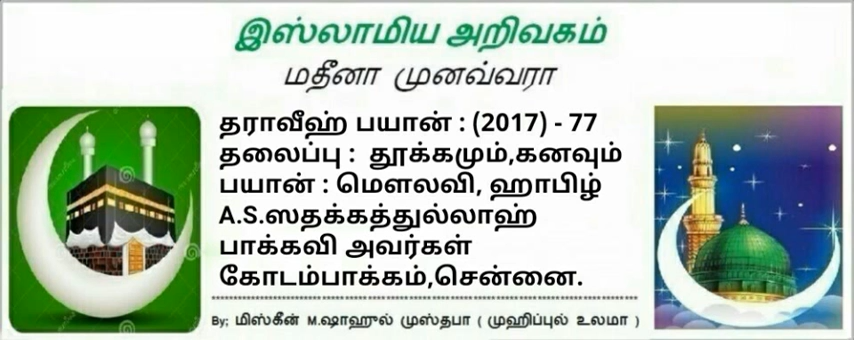 இஸ்லாமிய அறிவகம்
மதீனா முனவ்வரா
தராவீஹ் பயான் : (2017) - 77
தலைப்பு : தூக்கமும்,கனவும்
பயான் : மௌலவி, ஹாபிழ்
A.S.ஸதக்கத்துல்லாஹ்
பாக்கவி அவர்கள்
கோடம்பாக்கம்,சென்னை.
By; மிஸ்கீன் M.ஷாஹுல் முஸ்தபா ( முஹிப்புல் உலமா )